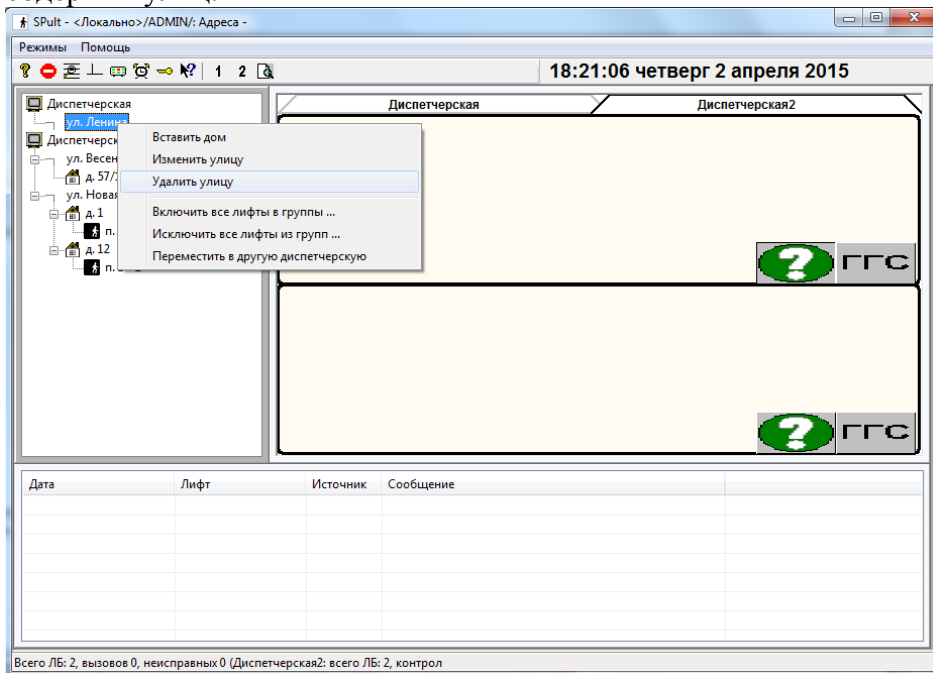 SPult - <Локально>/ADMIN/: Адреса -
Режимы Помощь
1 2
18:21:06 четверг 2 апреля 2015
Диспетчерская
ул. Ленина
Диспетчерск
ул. Весен
д. 57/
ул. Новая
д. 1
п.
д. 12
п.
Вставить дом
Изменить улицу
Удалить улицу
Включить все лифты в группы ...
Исключить все лифты из групп ...
Переместить в другую диспетчерскую
Диспетчерская Диспетчерская2
ГГС
ГГС
Дата Лифт Источник Сообщение
Всего ЛБ: 2, вызовов 0, неисправных 0 (Диспетчерская2: всего ЛБ: 2, контрол